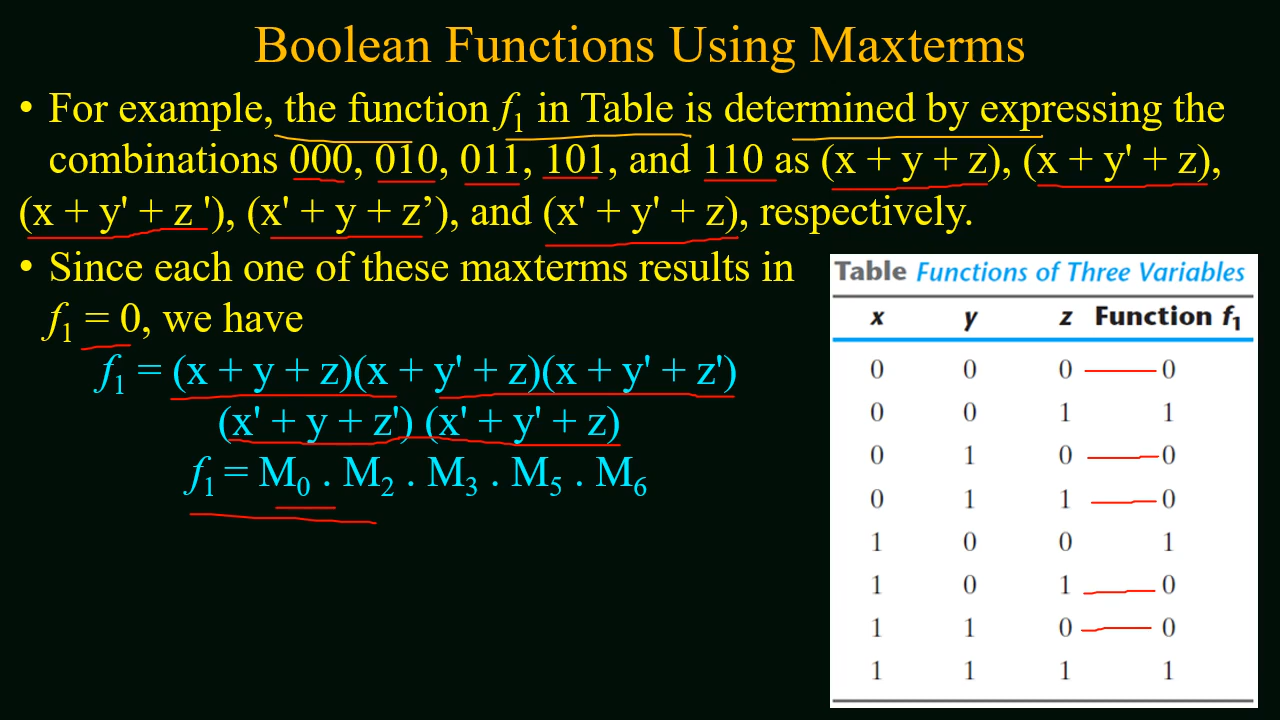 Boolean Functions Using Maxterms
• For example, the function f₁ in Table is determined by expressing the
combinations 000, 010, 011, 101, and 110 as (x + y + z), (x + y' + z),
(x + y' + z '), (x' + y + z’), and (x' + y' + z), respectively.
• Since each one of these maxterms results in
f₁ = 0, we have
f₁ = (x + y + z)(x + y' + z)(x + y' + z')
(x' + y + z') (x' + y' + z)
f₁ = M₀ . M₂ . M₃ . M₅ . M₆
Table Functions of Three Variables
x y z Function f₁
0 0 0 0
0 0 1 1
0 1 0 0
0 1 1 0
1 0 0 1
1 0 1 0
1 1 0 0
1 1 1 1